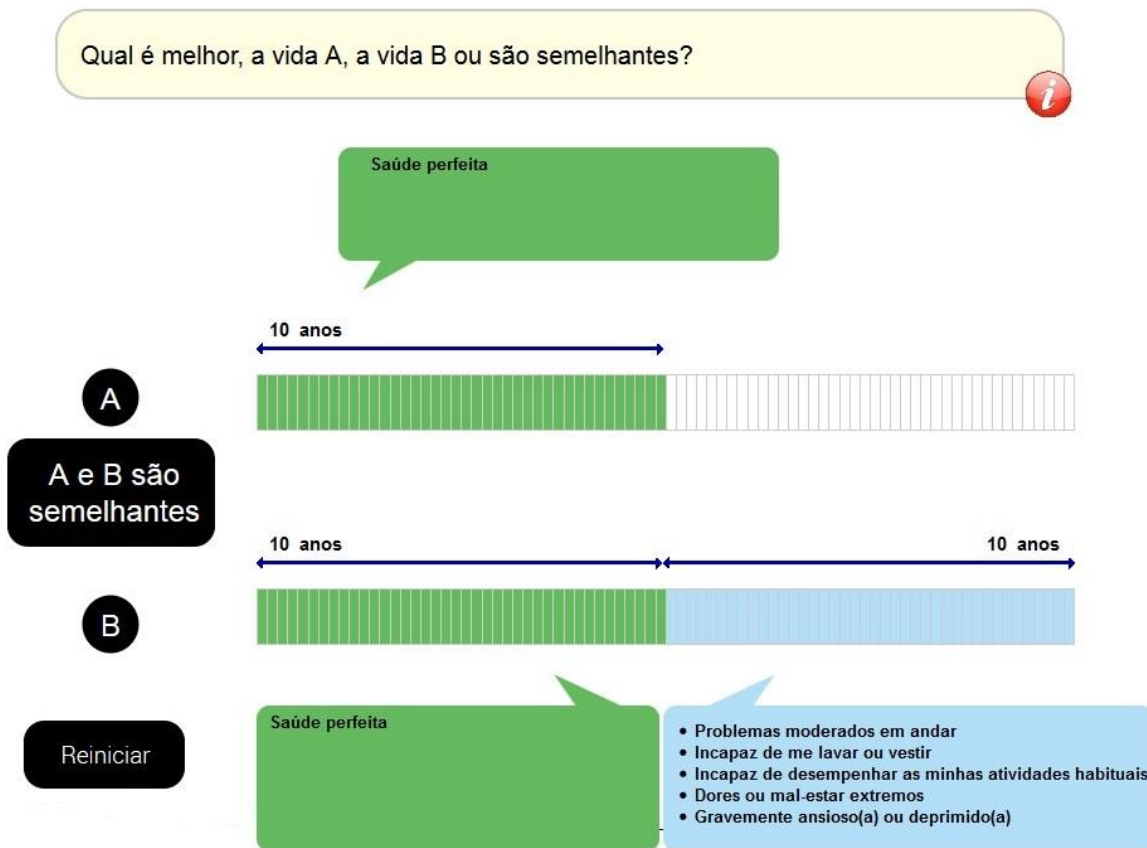 Qual é melhor, a vida A, a vida B ou são semelhantes?
i
Saúde perfeita
10 anos
A
A e B são
semelhantes
10 anos
10 anos
B
Reiniciar
Saúde perfeita
• Problemas moderados em andar
• Incapaz de me lavar ou vestir
• Incapaz de desempenhar as minhas atividades habituais
• Dores ou mal-estar extremos
• Gravemente ansioso(a) ou deprimido(a)